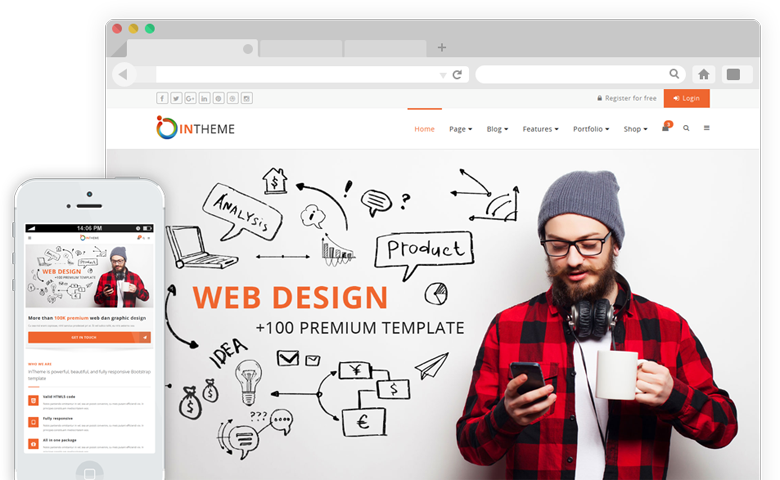 Register for free
Login
INTHEME
Home
Page
Blog
Features
Portfolio
Shop
3
ANALYSIS
$
!
?
Product
WEB DESIGN
+100 PREMIUM TEMPLATE
IDEA
$
$
???
¥
$
€
14:06 PM
INTHEME
WEB DESIGN
+100 PREMIUM TEMPLATE
More than 100K premium web dan graphic design
GET IN TOUCH
WHO WE ARE
InTheme is powerful, beautiful, and fully responsive Bootstrap
template
Valid HTML5 code
Fully responsive
All in one package